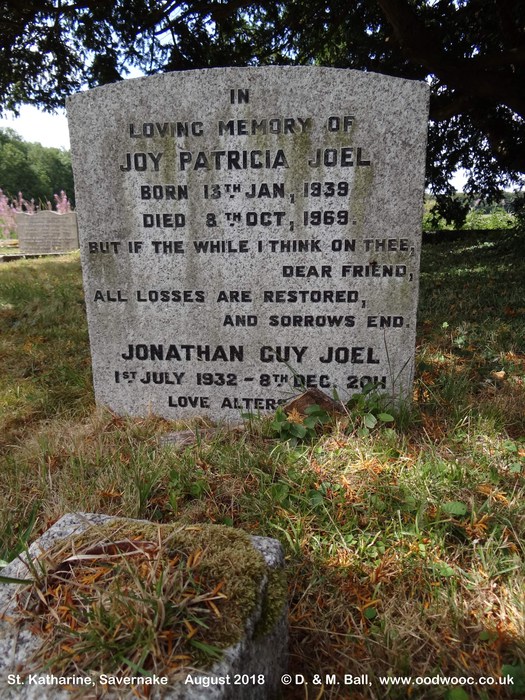 IN
LOVING MEMORY OF
JOY PATRICIA JOEL
BORN 13TH JAN, 1939
DIED 8TH OCT, 1969.
BUT IF THE WHILE I THINK ON THEE,
DEAR FRIEND,
ALL LOSSES ARE RESTORED,
AND SORROWS END.
JONATHAN GUY JOEL
1ST JULY 1932 - 8TH DEC. 2011
LOVE ALTERS
St. Katharine, Savernake August 2018 © D. & M. Ball, www.oodwooc.co.uk